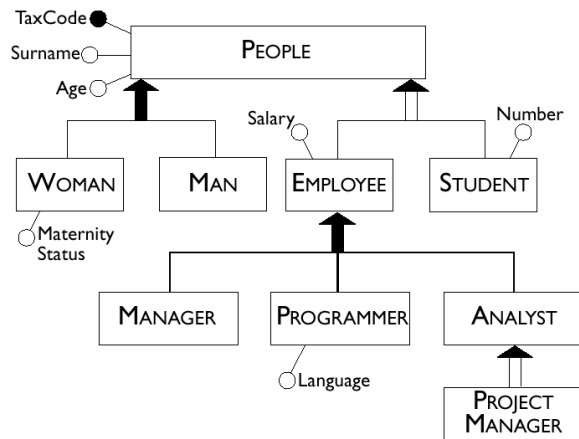 TaxCode
PEOPLE
Surname
Age
Salary
Number
WOMAN
MAN
EMPLOYEE
STUDENT
Maternity
Status
MANAGER
PROGRAMMER
ANALYST
Language
PROJECT
MANAGER